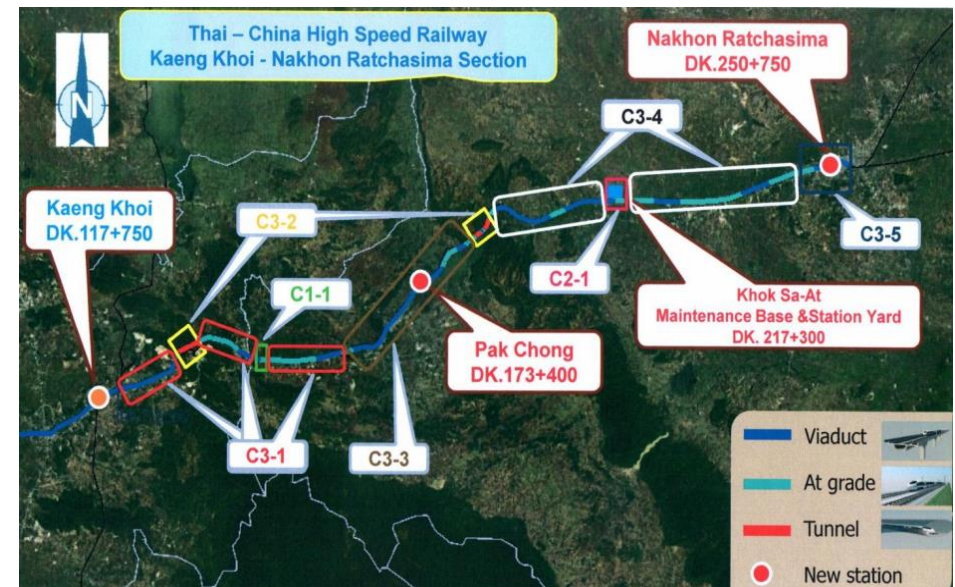 Thai – China High Speed Railway
Kaeng Khoi - Nakhon Ratchasima Section
N
Nakhon Ratchasima
DK.250+750
C3-4
Kaeng Khoi
DK.117+750
C3-2
C1-1
C2-1
C3-5
Khok Sa-At
Maintenance Base &Station Yard
DK. 217+300
Pak Chong
DK.173+400
C3-1
C3-3
Viaduct
At grade
Tunnel
New station